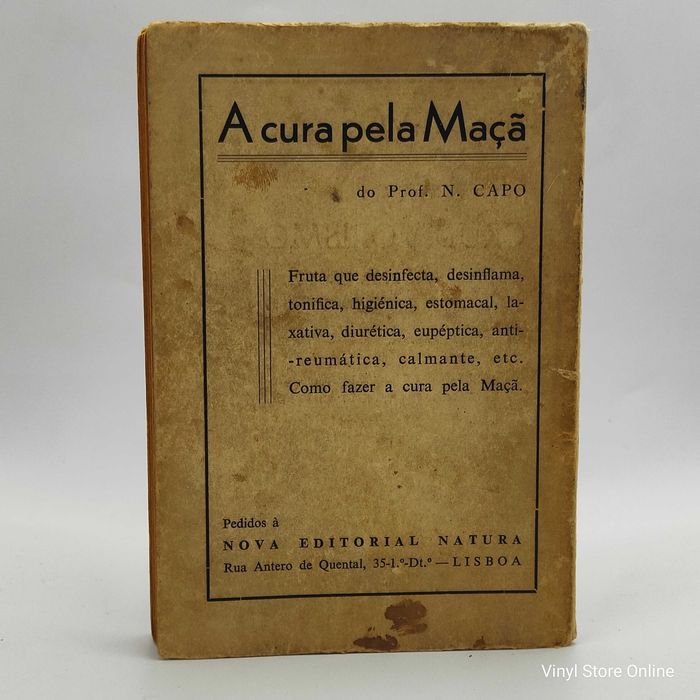 A cura pela Maçã
do Prof. N. CAPO
Fruta que desinfecta, desinflama,
tonifica, higiénica, estomacal, la-
xativa, diurética, eupéptica, anti-
-reumática, calmante, etc.
Como fazer a cura pela Maçã.
Pedidos à
NOVA EDITORIAL NATURA
Rua Antero de Quental, 35-1.º-Dt.º — LISBOA
Vinyl Store Online